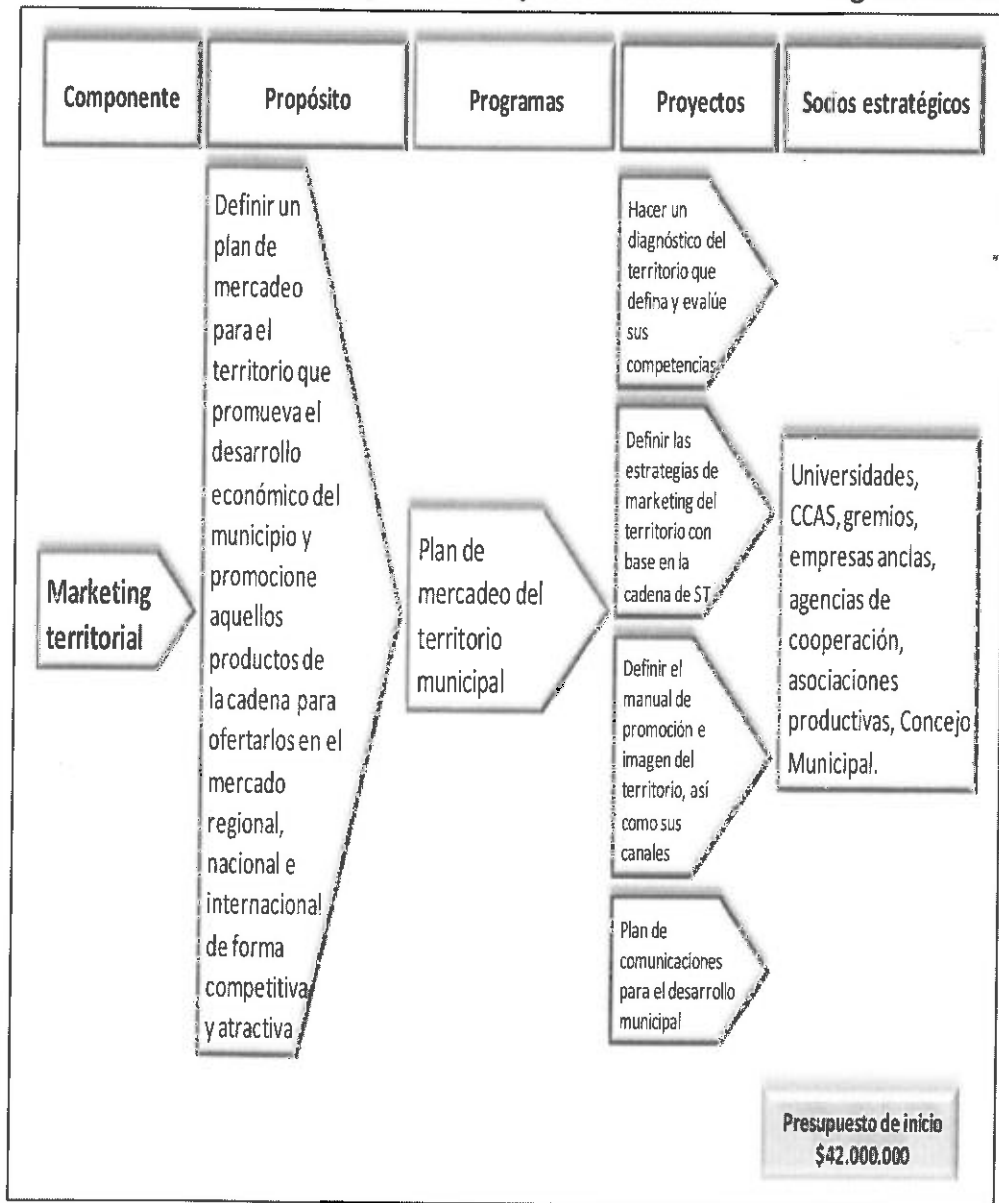 Componente
Propósito
Programas
Proyectos
Socios estratégicos
Marketing
territorial
Definir un
plan de
mercadeo
para el
territorio que
promueva el
desarrollo
económico del
municipio y
promocione
aquellos
productos de
la cadena para
ofertarlos en el
mercado
regional,
nacional e
internacional
de forma
competitiva
y atractiva
Plan de
mercadeo del
territorio
municipal
Hacer un
diagnóstico del
territorio que
defina y evalúe
sus
competencias
Definir las
estrategias de
marketing del
territorio con
base en la
cadena de ST
Definir el
manual de
promoción e
imagen del
territorio, así
como sus
canales
Plan de
comunicaciones
para el desarrollo
municipal
Universidades,
CCAS, gremios,
empresas anclas,
agencias de
cooperación,
asociaciones
productivas, Concejo
Municipal.
Presupuesto de inicio
$42.000.000